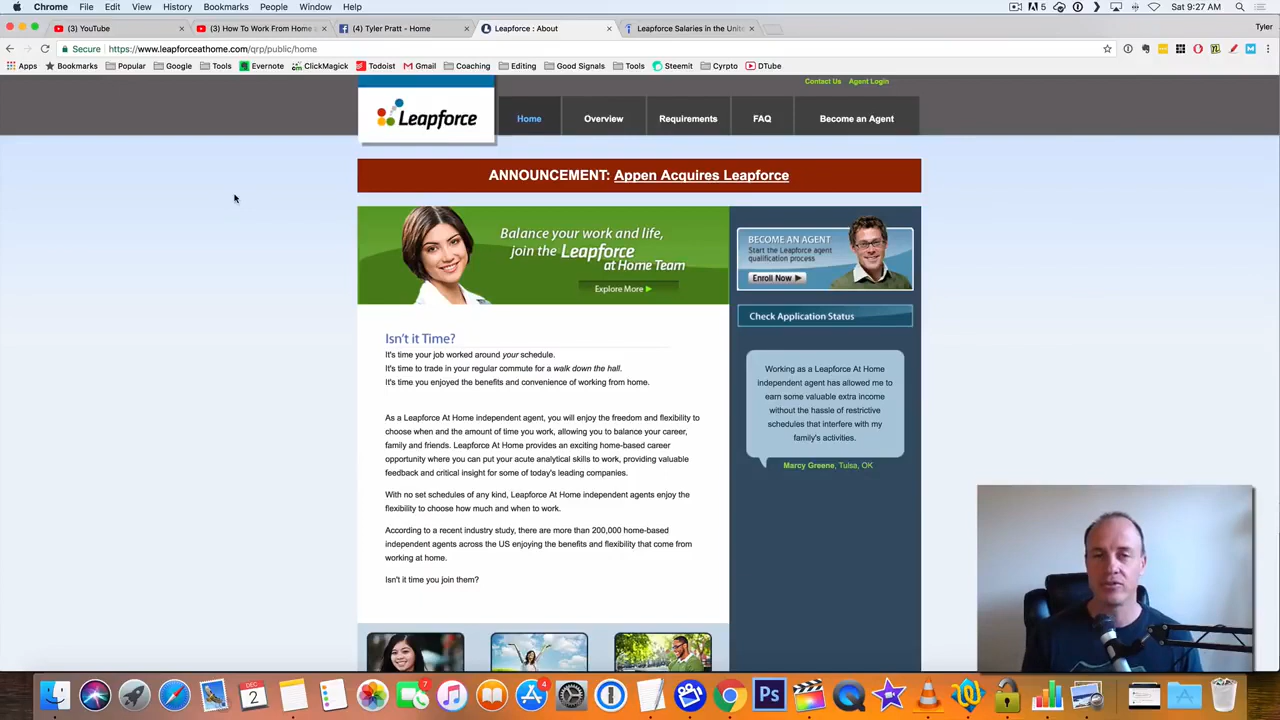 Chrome File Edit View History Bookmarks People Window Help
5 Sat 9:27 AM
YouTube
How To Work From Home
(4) Tyler Pratt - Home
Leapforce : About
Leapforce Salaries in the Unite
Tyler
Secure https://www.leapforceathome.com/qrp/public/home
Apps Bookmarks Popular Google Tools Evernote ClickMagick Todoist Gmail Coaching Editing Good Signals Tools Steemit Cyrpto DTube
Contact Us Agent Login
Leapforce
Home Overview Requirements FAQ Become an Agent
ANNOUNCEMENT: Appen Acquires Leapforce
Balance your work and life,
join the Leapforce
at Home Team
Explore More
BECOME AN AGENT
Start the Leapforce agent
qualification process
Enroll Now
Check Application Status
Isn't it Time?
It's time your job worked around your schedule.
It's time to trade in your regular commute for a walk down the hall.
It's time you enjoyed the benefits and convenience of working from home.
As a Leapforce At Home independent agent, you will enjoy the freedom and flexibility to
choose when and the amount of time you work, allowing you to balance your career,
family and friends. Leapforce At Home provides an exciting home-based career
opportunity where you can put your acute analytical skills to work, providing valuable
feedback and critical insight for some of today's leading companies.
With no set schedules of any kind, Leapforce At Home independent agents enjoy the
flexibility to choose how much and when to work.
According to a recent industry study, there are more than 200,000 home-based
independent agents across the US enjoying the benefits and flexibility that come from
working at home.
Isn't it time you join them?
Working as a Leapforce At Home
independent agent has allowed me to
earn some valuable extra income
without the hassle of restrictive
schedules that interfere with my
family's activities.
Marcy Greene, Tulsa, OK
DEC
2
7
4
Ps